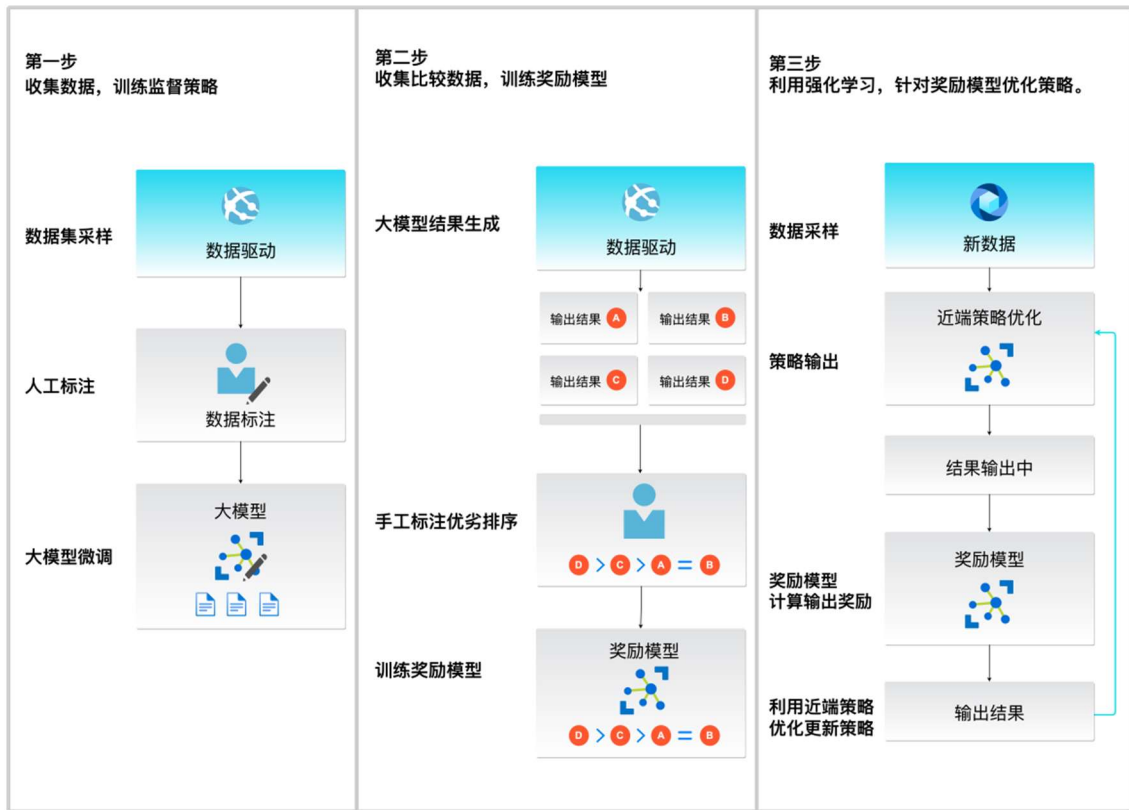 第一步
收集数据，训练监督策略
数据集采样
数据驱动
人工标注
数据标注
大模型微调
大模型
第二步
收集比较数据，训练奖励模型
大模型结果生成
数据驱动
输出结果 A
输出结果 B
输出结果 C
输出结果 D
手工标注优劣排序
D > C > A = B
训练奖励模型
奖励模型
D > C > A = B
第三步
利用强化学习，针对奖励模型优化策略。
数据采样
新数据
策略输出
近端策略优化
结果输出中
奖励模型
计算输出奖励
奖励模型
利用近端策略
优化更新策略
输出结果